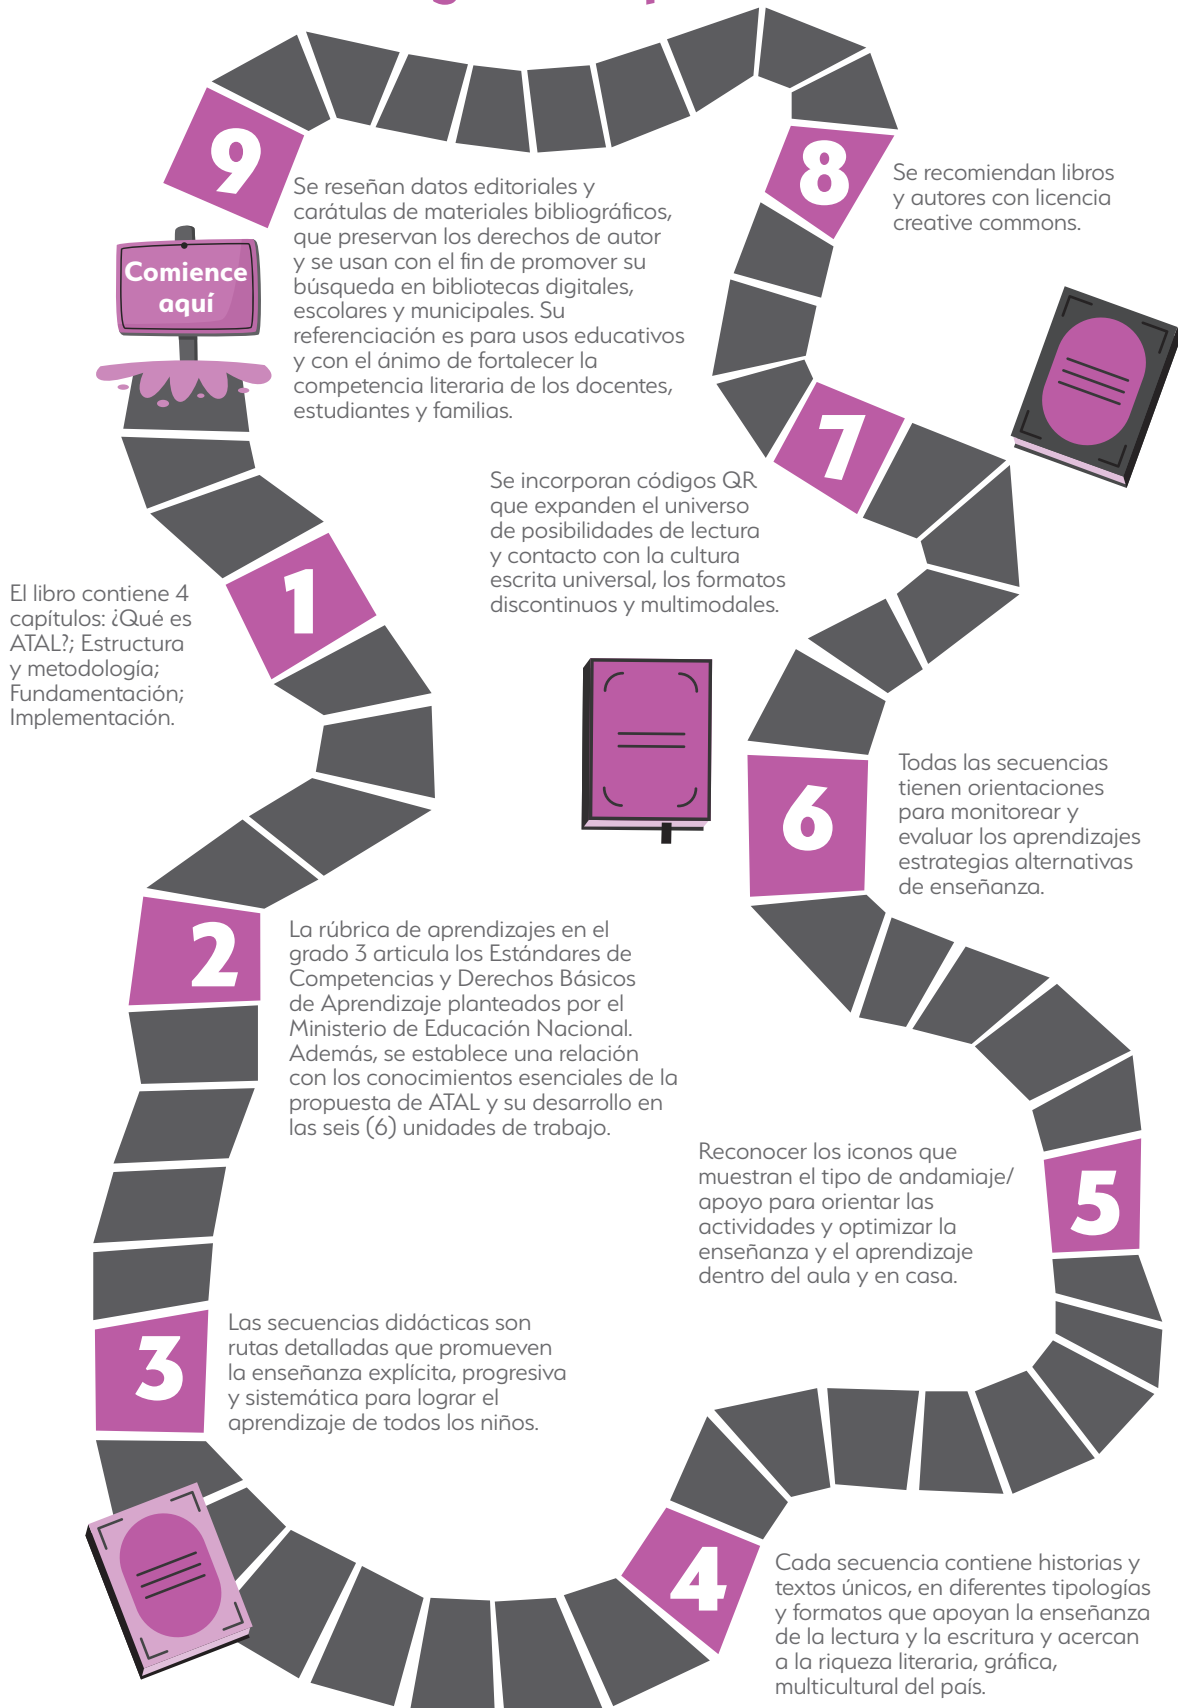 Comience
aquí
1
El libro contiene 4
capítulos: ¿Qué es
ATAL?; Estructura
y metodología;
Fundamentación;
Implementación.
2
La rúbrica de aprendizajes en el
grado 3 articula los Estándares de
Competencias y Derechos Básicos
de Aprendizaje planteados por el
Ministerio de Educación Nacional.
Además, se establece una relación
con los conocimientos esenciales de la
propuesta de ATAL y su desarrollo en
las seis (6) unidades de trabajo.
3
Las secuencias didácticas son
rutas detalladas que promueven
la enseñanza explícita, progresiva
y sistemática para lograr el
aprendizaje de todos los niños.
4
Cada secuencia contiene historias y
textos únicos, en diferentes tipologías
y formatos que apoyan la enseñanza
de la lectura y la escritura y acercan
a la riqueza literaria, gráfica,
multicultural del país.
5
Reconocer los iconos que
muestran el tipo de andamiaje/
apoyo para orientar las
actividades y optimizar la
enseñanza y el aprendizaje
dentro del aula y en casa.
6
Todas las secuencias
tienen orientaciones
para monitorear y
evaluar los aprendizajes
estrategias alternativas
de enseñanza.
7
Se incorporan códigos QR
que expanden el universo
de posibilidades de lectura
y contacto con la cultura
escrita universal, los formatos
discontinuos y multimodales.
8
Se recomiendan libros
y autores con licencia
creative commons.
9
Se reseñan datos editoriales y
carátulas de materiales bibliográficos,
que preservan los derechos de autor
y se usan con el fin de promover su
búsqueda en bibliotecas digitales,
escolares y municipales. Su
referenciación es para usos educativos
y con el ánimo de fortalecer la
competencia literaria de los docentes,
estudiantes y familias.